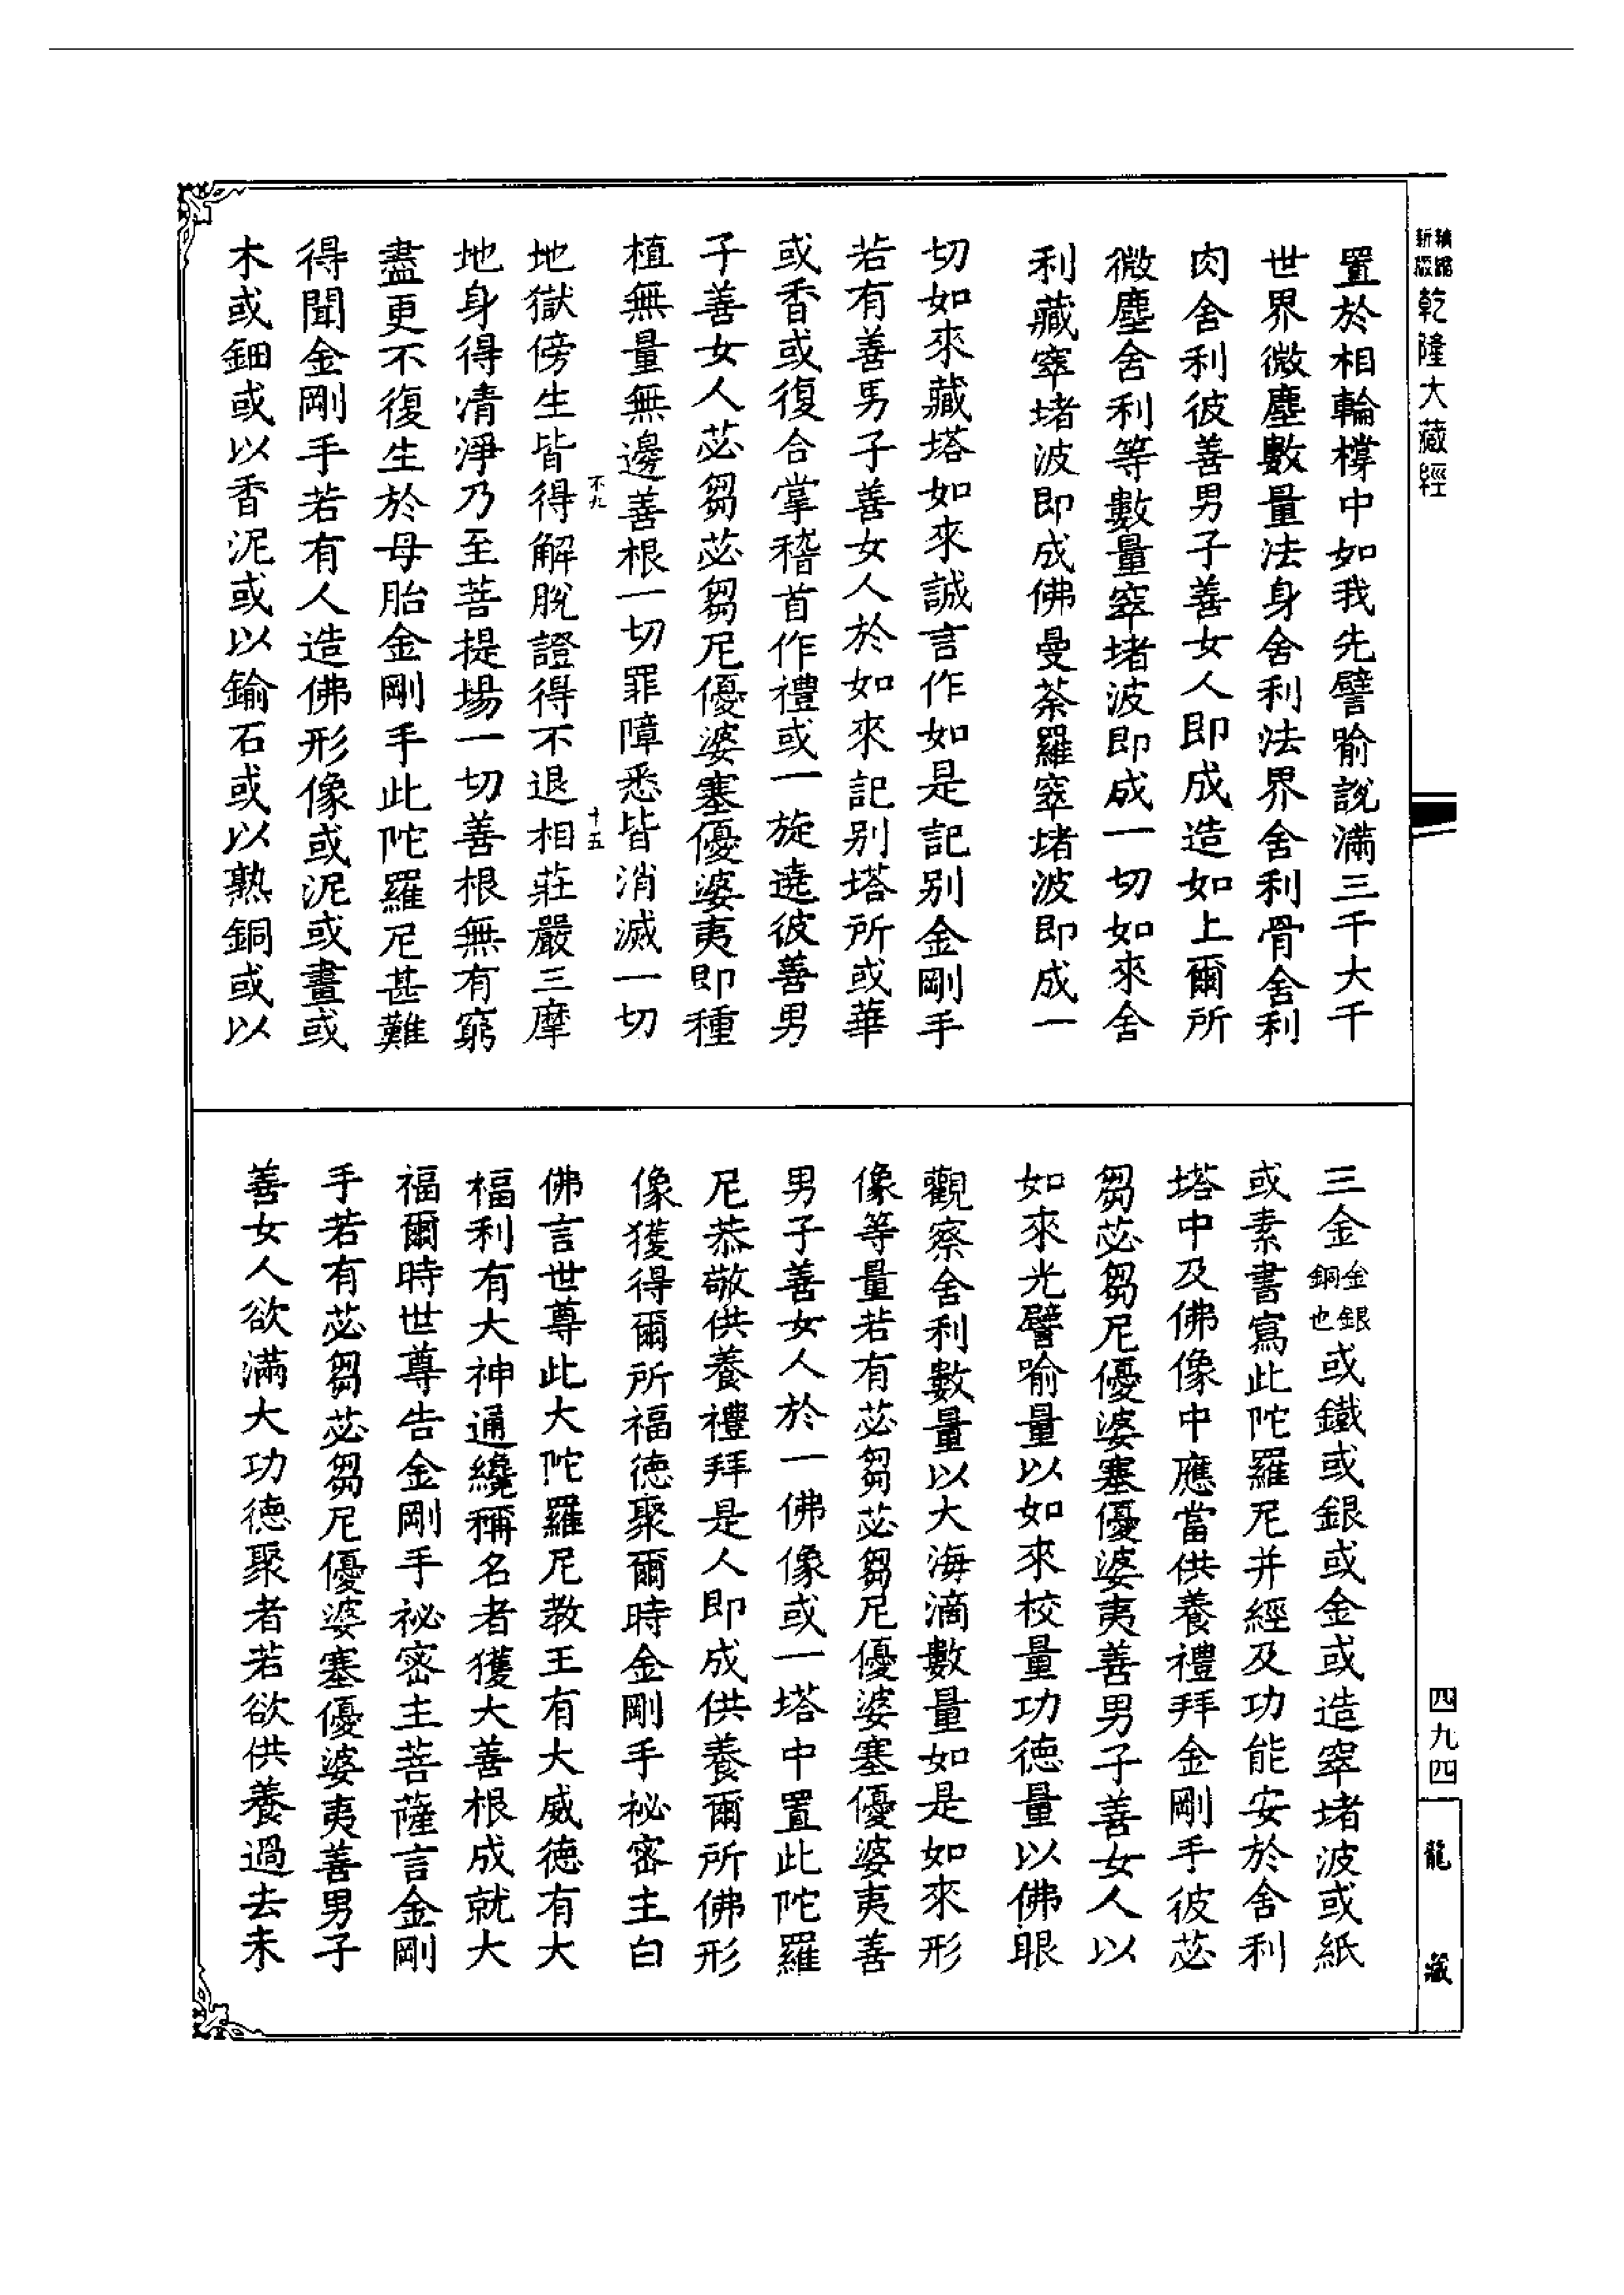 新編縮版乾隆大藏經
置於相輪橖中如我先譬喻說滿三千大千
世界微塵數量法身舍利法界舍利骨舍利
肉舍利彼善男子善女人即成造如上爾所
微塵舍利等數量窣堵波即成一切如來舍
利藏窣堵波即成佛曼荼羅窣堵波即成一
切如來藏塔如來誠言作如是記別金剛手
若有善男子善女人於如來記别塔所或華
或香或復合掌稽首作禮或一旋遶彼善男
子善女人苾芻苾芻尼優婆塞優婆夷即種
植無量無邊善根一切罪障悉皆消滅一切
不九 十五
地獄傍生皆得解脫證得不退相莊嚴三摩
地身得清淨乃至菩提場一切善根無有窮
盡更不復生於母胎金剛手此陀羅尼甚難
得聞金剛手若有人造佛形像或泥或畫或
木或鈿或以香泥或以鍮石或以熟銅或以
三金金銀銅也或鐵或銀或金或造窣堵波或紙
或素書寫此陀羅尼并經及功能安於舍利
塔中及佛像中應當供養禮拜金剛手彼苾
芻苾芻尼優婆塞優婆夷善男子善女人以
如來光譬喻量以如來校量功德量以佛眼
觀察舍利數量以大海滴數量如是如來形
像等量若有苾芻苾芻尼優婆塞優婆夷善
男子善女人於一佛像或一塔中置此陀羅
尼恭敬供養禮拜是人即成供養爾所佛形
像獲得爾所福德聚爾時金剛手祕密主白
佛言世尊此大陀羅尼教王有大威德有大
福利有大神通纔稱名者獲大善根成就大
福爾時世尊告金剛手祕密主菩薩言金剛
手若有苾芻苾芻尼優婆塞優婆夷善男子
善女人欲滿大功德聚者若欲供養過去未
四九四
龍藏